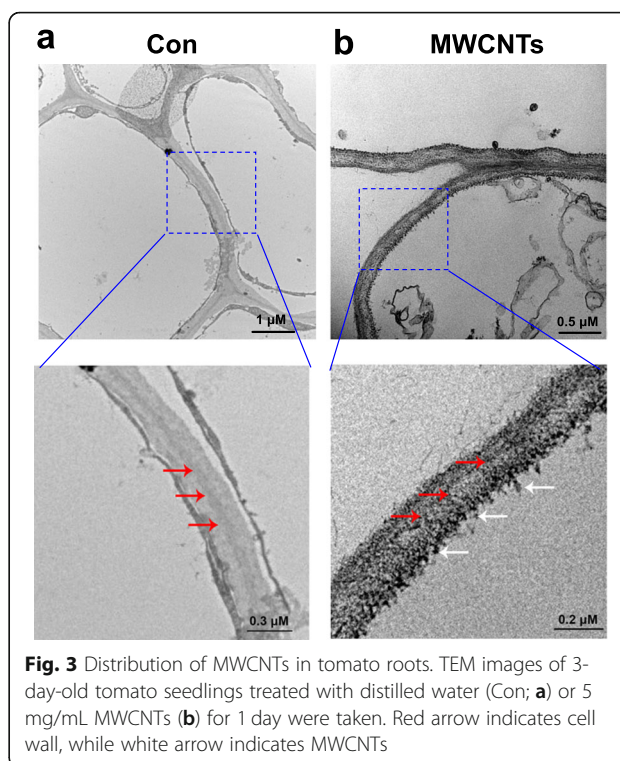 a
Con
b
MWCNTs
1 µM
0.5 µM
0.3 µM
0.2 µM
Fig. 3 Distribution of MWCNTs in tomato roots. TEM images of 3-
day-old tomato seedlings treated with distilled water (Con; a) or 5
mg/mL MWCNTs (b) for 1 day were taken. Red arrow indicates cell
wall, while white arrow indicates MWCNTs